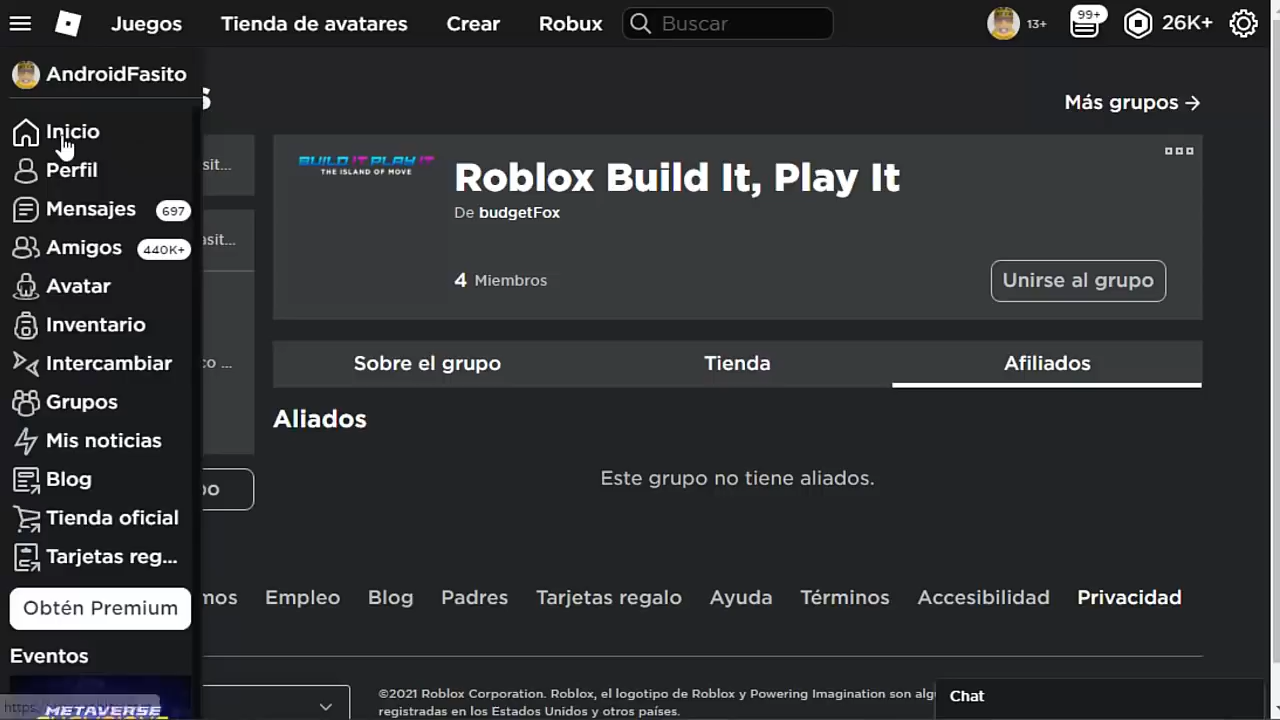 Juegos Tienda de avatares Crear Robux Buscar 13+ 99+ 26K+
AndroidFasito
s
Más grupos →
Inicio
Perfil
Mensajes 697
Amigos 440K+
Avatar
Inventario
Intercambiar
Grupos
Mis noticias
Blog
Tienda oficial
Tarjetas reg...
Obtén Premium
Eventos
METAVERSE
sit...
asit...
co ...
po
BUILD IT PLAY IT
THE ISLAND OF MOVE
Roblox Build It, Play It
De budgetFox
4 Miembros
Unirse al grupo
Sobre el grupo Tienda Afiliados
Aliados
Este grupo no tiene aliados.
mos Empleo Blog Padres Tarjetas regalo Ayuda Términos Accesibilidad Privacidad
©2021 Roblox Corporation. Roblox, el logotipo de Roblox y Powering Imagination son
registradas en los Estados Unidos y otros países.
Chat